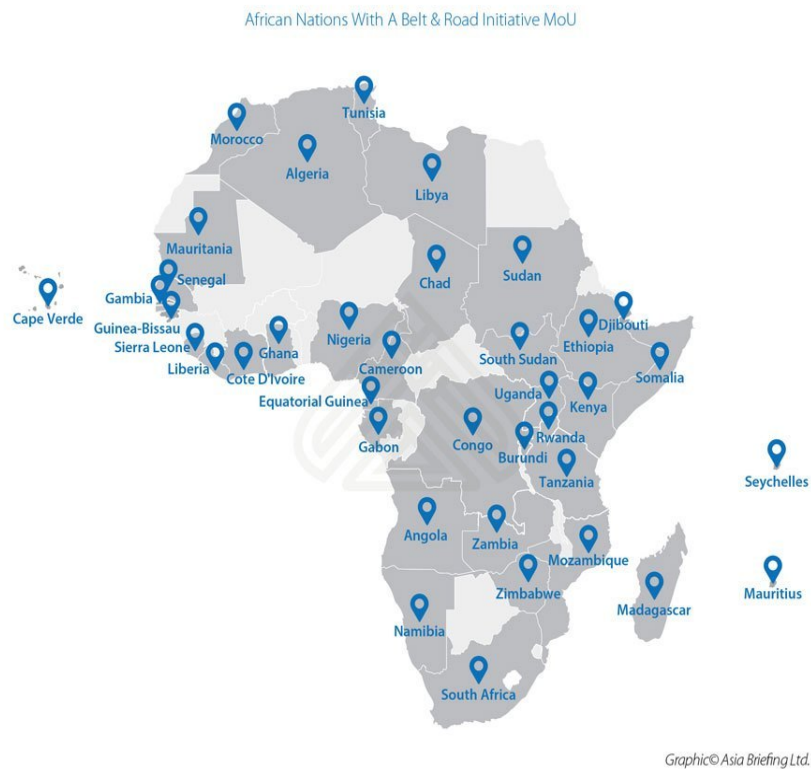 African Nations With A Belt & Road Initiative MoU
Tunisia
Morocco
Algeria
Libya
Mauritania
Senegal
Chad
Sudan
Gambia
Cape Verde
Guinea-Bissau
Djibouti
Sierra Leone
Nigeria
Ethiopia
Ghana
South Sudan
Liberia
Cameroon
Cote D'Ivoire
Somalia
Uganda
Equatorial Guinea
Kenya
Rwanda
Gabon
Congo
Burundi
Tanzania
Seychelles
Angola
Zambia
Mozambique
Zimbabwe
Mauritius
Madagascar
Namibia
South Africa
Graphic© Asia Briefing Ltd.